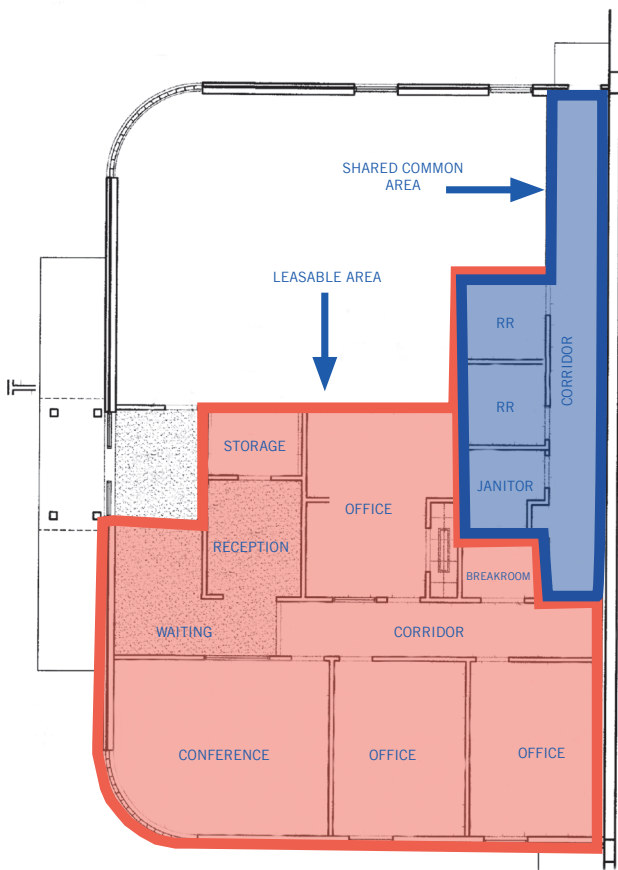 SHARED COMMON
AREA
LEASABLE AREA
RR
CORRIDOR
RR
STORAGE
JANITOR
OFFICE
RECEPTION
BREAKROOM
WAITING
CORRIDOR
CONFERENCE
OFFICE
OFFICE